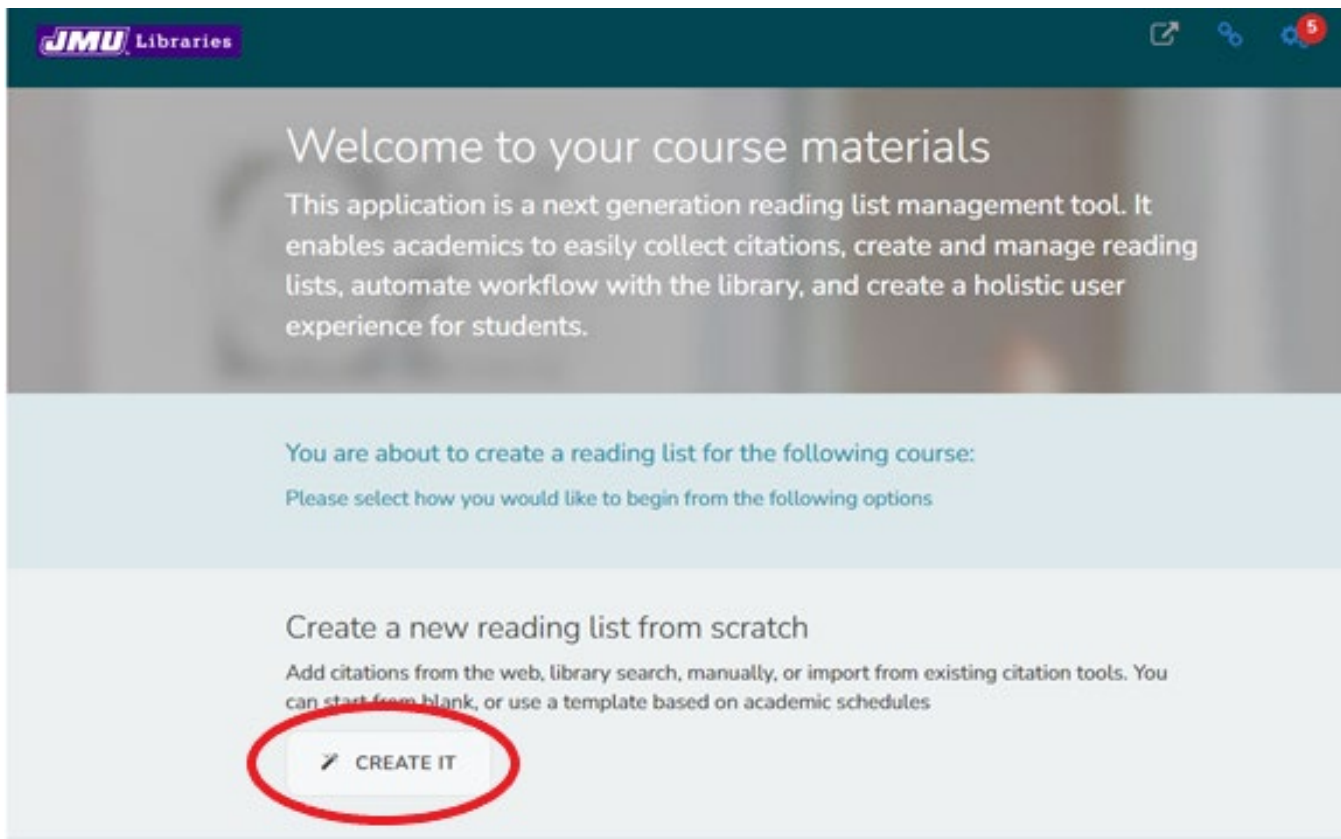 JMU Libraries
5
Welcome to your course materials
This application is a next generation reading list management tool. It
enables academics to easily collect citations, create and manage reading
lists, automate workflow with the library, and create a holistic user
experience for students.
You are about to create a reading list for the following course:
Please select how you would like to begin from the following options
Create a new reading list from scratch
Add citations from the web, library search, manually, or import from existing citation tools. You
can start from blank, or use a template based on academic schedules
CREATE IT